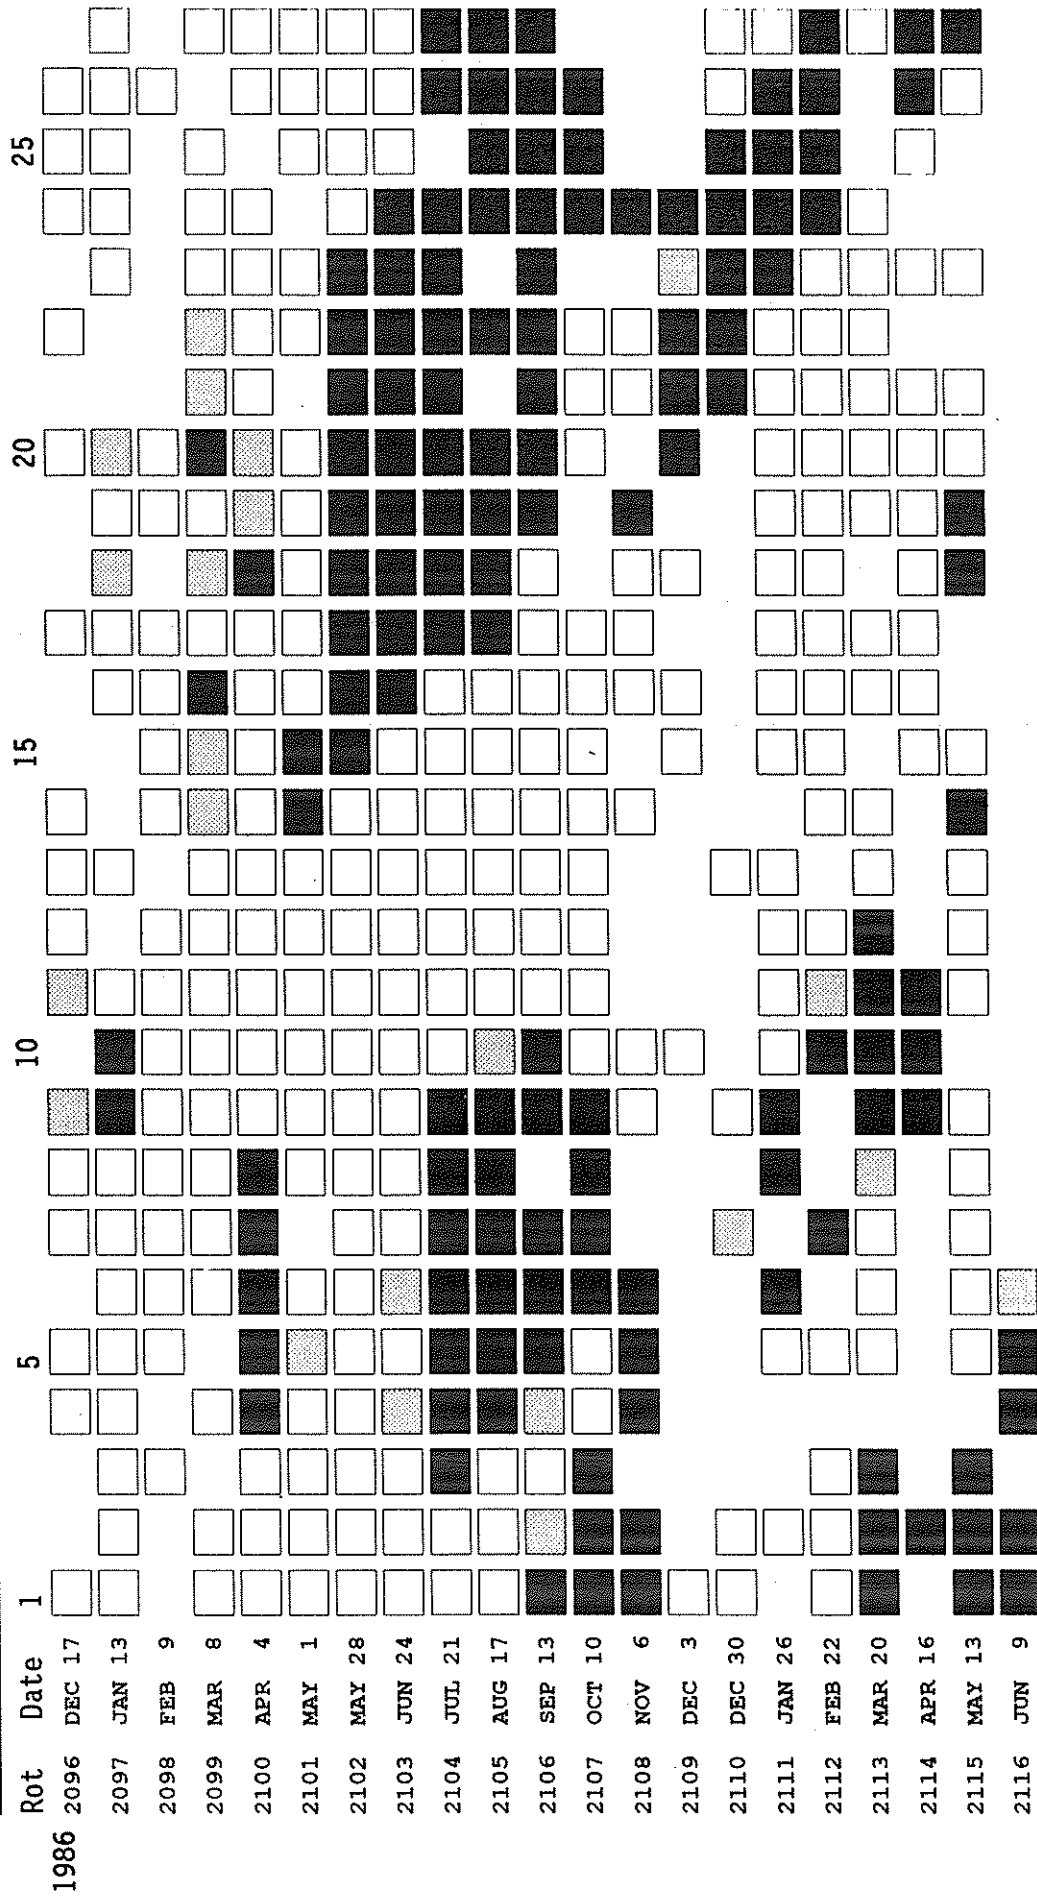 Rot Date 1 5 10 15 20 25
1986 2096 DEC 17
2097 JAN 13
2098 FEB 9
2099 MAR 8
2100 APR 4
2101 MAY 1
2102 MAY 28
2103 JUN 24
2104 JUL 21
2105 AUG 17
2106 SEP 13
2107 OCT 10
2108 NOV 6
2109 DEC 3
2110 DEC 30
2111 JAN 26
2112 FEB 22
2113 MAR 20
2114 APR 16
2115 MAY 13
2116 JUN 9